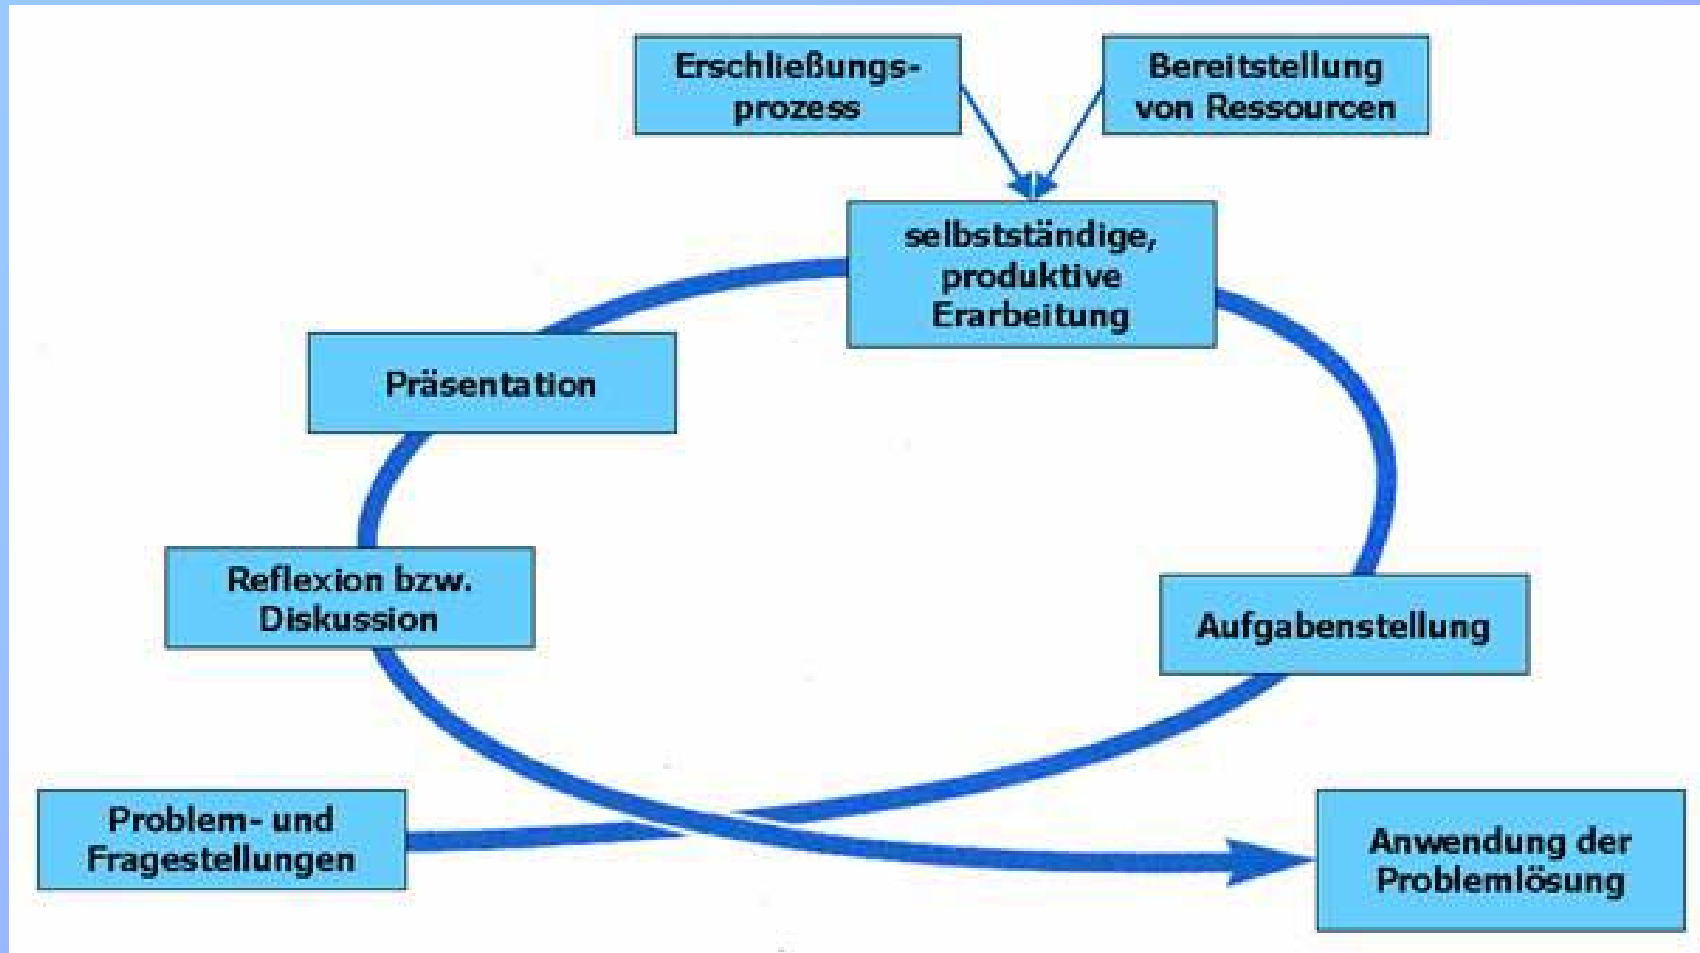 Erschließungs-
prozess
Bereitstellung
von Ressourcen
selbstständige,
produktive
Erarbeitung
Präsentation
Reflexion bzw.
Diskussion
Aufgabenstellung
Problem- und
Fragestellungen
Anwendung der
Problemlösung